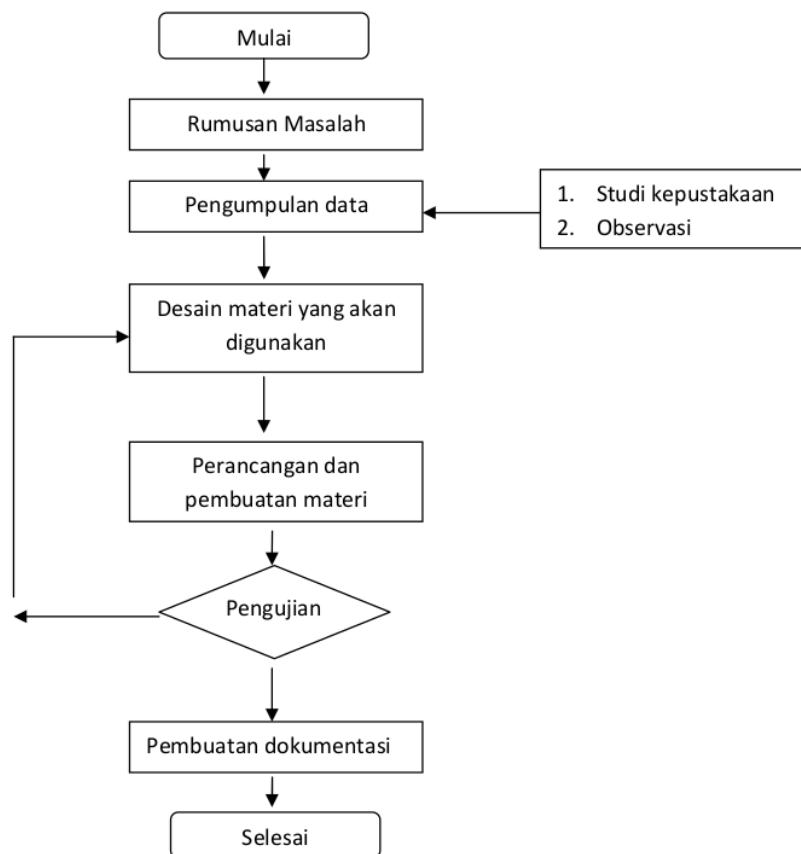 Mulai
Rumusan Masalah
Pengumpulan data
1. Studi kepustakaan
2. Observasi
Desain materi yang akan
digunakan
Perancangan dan
pembuatan materi
Pengujian
Pembuatan dokumentasi
Selesai